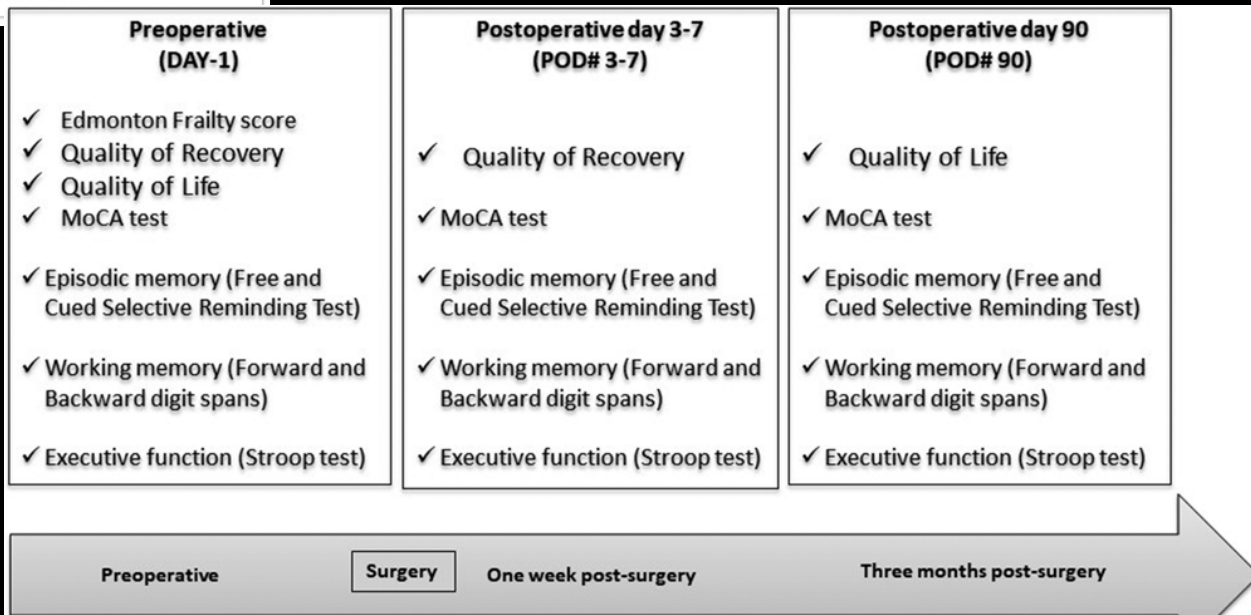 Preoperative
(DAY-1)
✓ Edmonton Frailty score
✓ Quality of Recovery
✓ Quality of Life
✓ MoCA test
✓ Episodic memory (Free and
Cued Selective Reminding Test)
✓ Working memory (Forward and
Backward digit spans)
✓ Executive function (Stroop test)
Postoperative day 3-7
(POD# 3-7)
✓ Quality of Recovery
✓ MoCA test
✓ Episodic memory (Free and
Cued Selective Reminding Test)
✓ Working memory (Forward and
Backward digit spans)
✓ Executive function (Stroop test)
Postoperative day 90
(POD# 90)
✓ Quality of Life
✓ MoCA test
✓ Episodic memory (Free and
Cued Selective Reminding Test)
✓ Working memory (Forward and
Backward digit spans)
✓ Executive function (Stroop test)
Preoperative
Surgery
One week post-surgery
Three months post-surgery